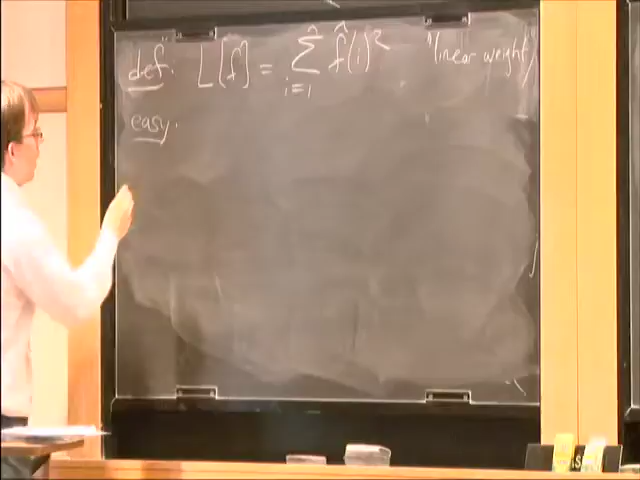 def: L[f] = n∑i=1 f̂(i)² "linear weight"
easy.